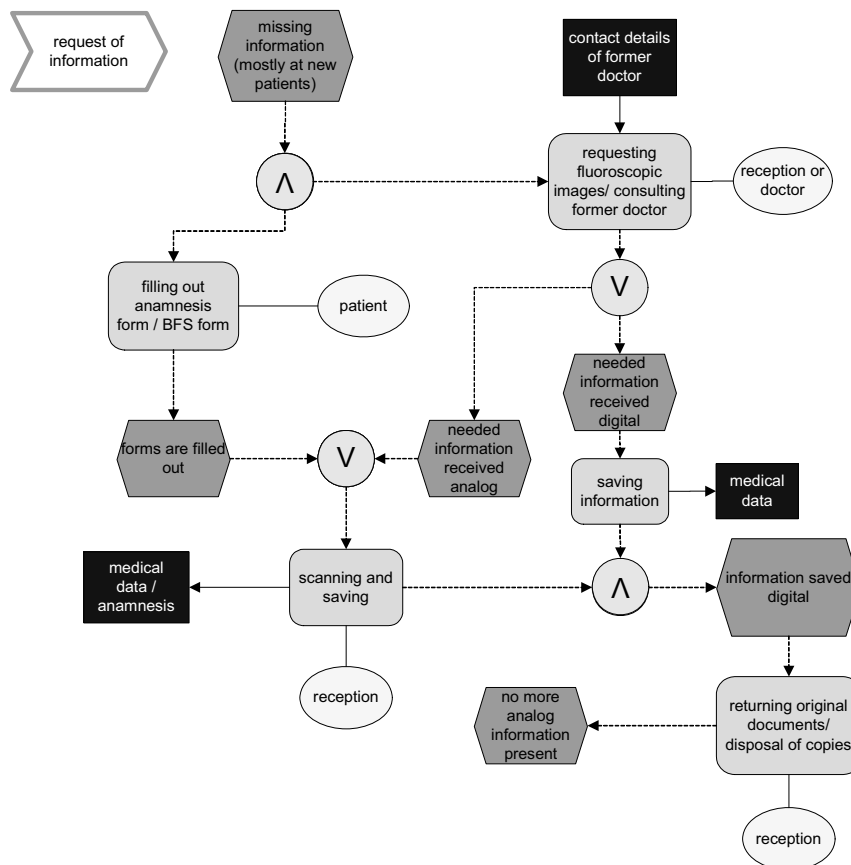 request of
information
missing
information
(mostly at new
patients)
contact details
of former
doctor
Λ
requesting
fluoroscopic
images/ consulting
former doctor
reception or
doctor
filling out
anamnesis
form / BFS form
patient
V
needed
information
received
digital
forms are filled
out
V
needed
information
received
analog
saving
information
medical
data
medical
data /
anamnesis
scanning and
saving
Λ
information saved
digital
reception
no more
analog
information
present
returning original
documents/
disposal of copies
reception